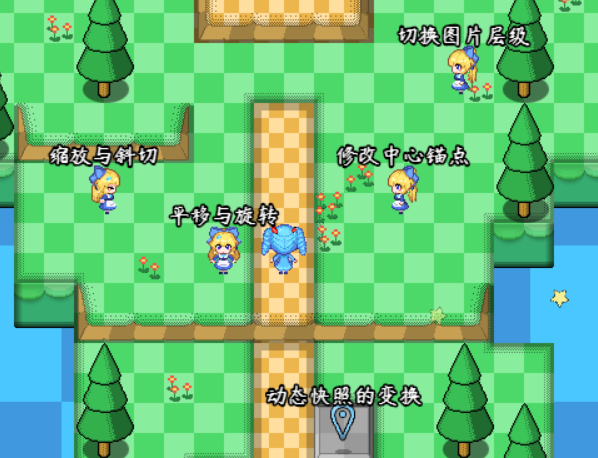 切换图片层级
缩放与斜切
修改中心锚点
平移与旋转
动态快照的变换